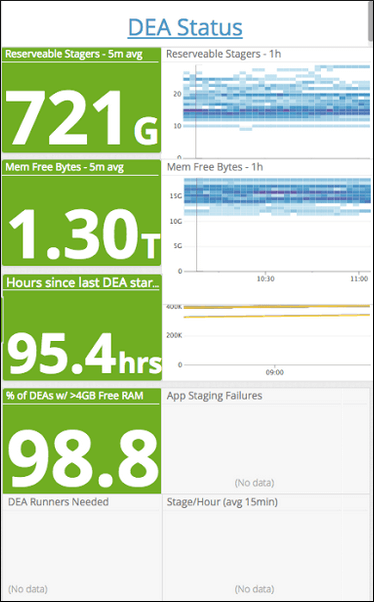 DEA Status
Reserveable Stagers - 5m avg
721G
Reserveable Stagers - 1h
20
10
0
Mem Free Bytes - 5m avg
1.30T
Mem Free Bytes - 1h
15G
10G
5G
0
10:30
11:00
Hours since last DEA star...
95.4hrs
400K
200K
0
09:00
% of DEAs w/ >4GB Free RAM
98.8
App Staging Failures
(No data)
DEA Runners Needed
(No data)
Stage/Hour (avg 15min)
(No data)